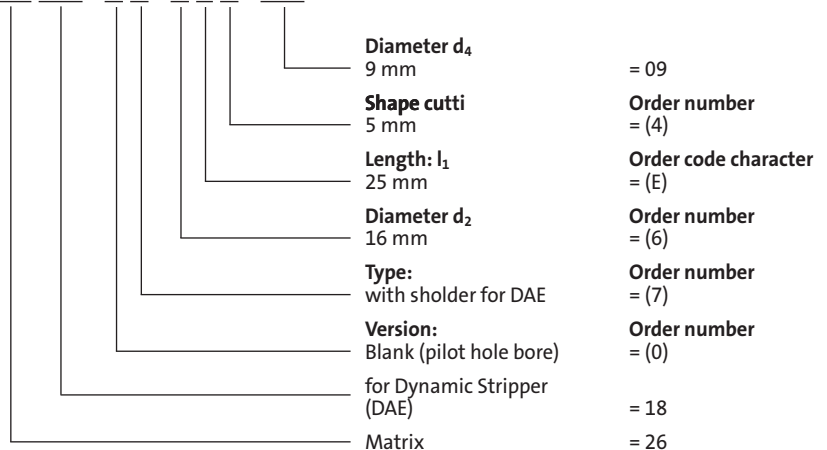 Diameter d₄
9 mm = 09
Shape cutti Order number
5 mm = (4)
Length: l₁ Order code character
25 mm = (E)
Diameter d₂ Order number
16 mm = (6)
Type: Order number
with sholder for DAE = (7)
Version: Order number
Blank (pilot hole bore) = (0)
for Dynamic Stripper
(DAE) = 18
Matrix = 26